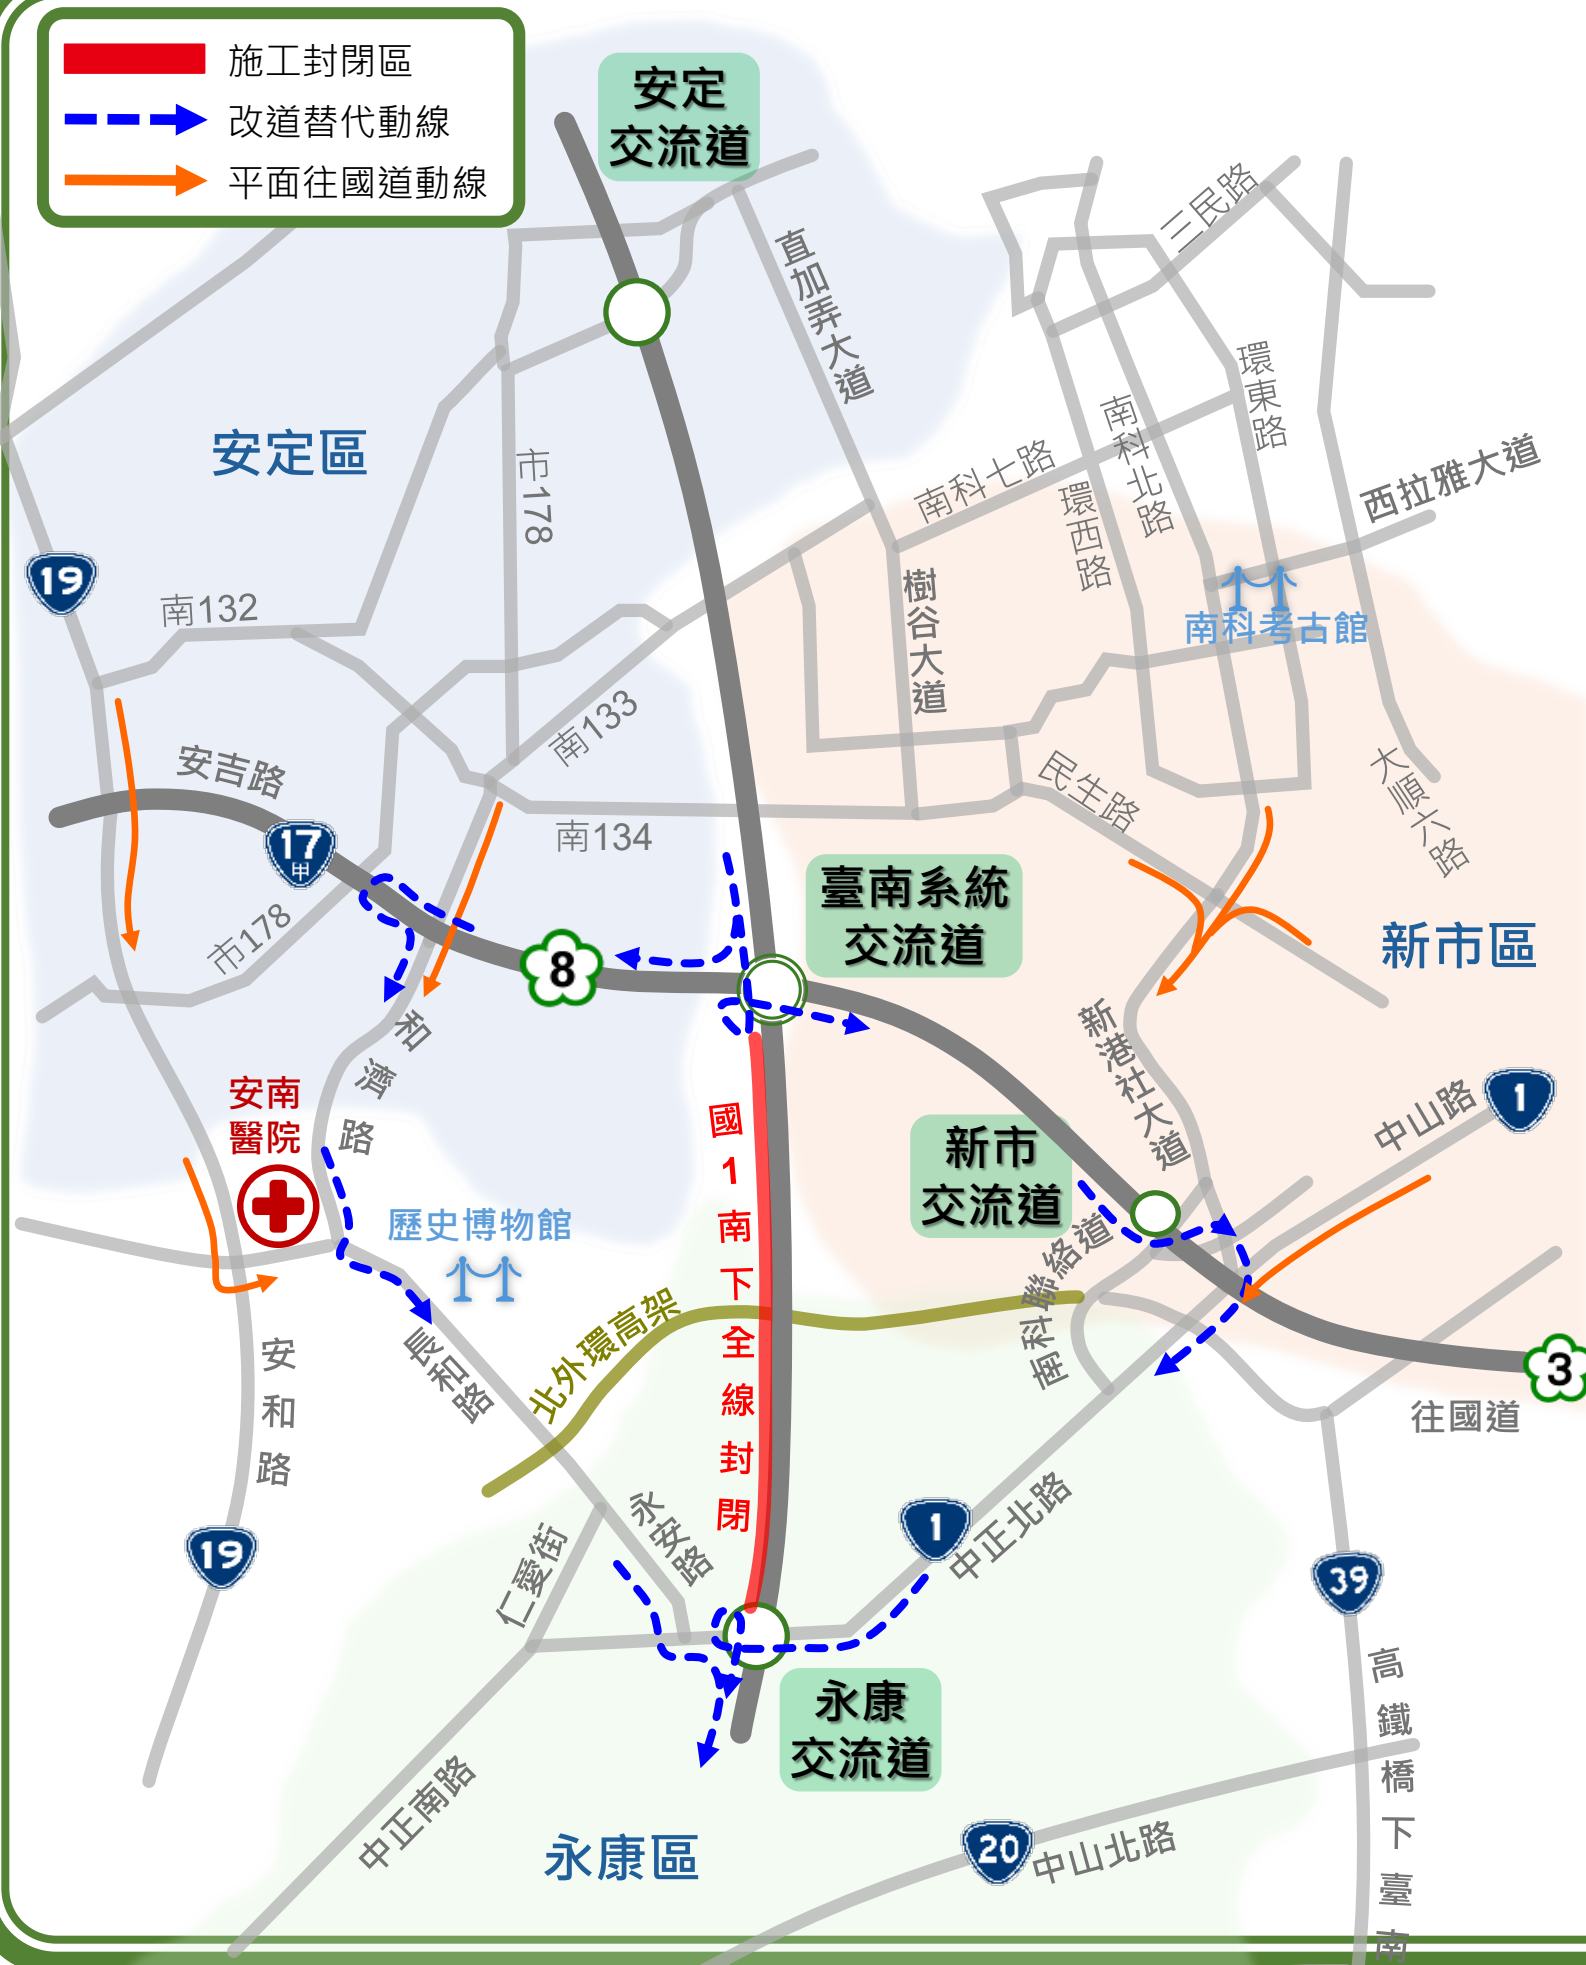 施工封閉區
改道替代動線
平面往國道動線
安定
交流道
三民路
直加弄大道
環東路
南科北路
安定區
市178
南科七路
環西路
西拉雅大道
19
南132
樹谷大道
南科考古館
南133
安吉路
民生路
大順六路
南134
17
甲
臺南系統
交流道
市178
新市區
8
和濟路
新港社大道
安南
醫院
國1南下全線封閉
中山路
1
新市
交流道
歷史博物館
南科聯絡道
北外環高架
長和路
安和路
3
往國道
永安路
中正北路
1
仁愛街
19
39
永康
交流道
高鐵橋下臺南
中正南路
永康區
20
中山北路